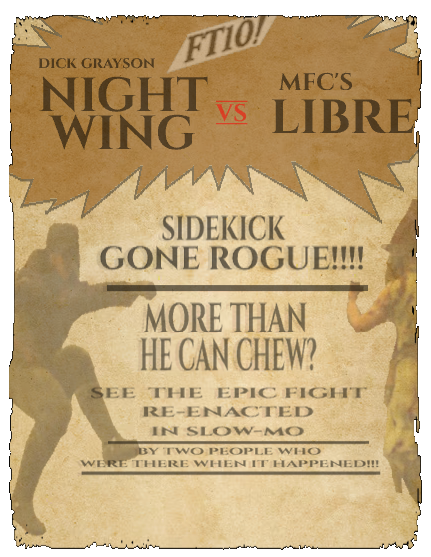 FT10!
DICK GRAYSON
NIGHT
WING
VS
MFC'S
LIBRE
SIDEKICK
GONE ROGUE!!!!
MORE THAN
HE CAN CHEW?
SEE THE EPIC FIGHT
RE-ENACTED
IN SLOW-MO
BY TWO PEOPLE WHO
WERE THERE WHEN IT HAPPENED!!!